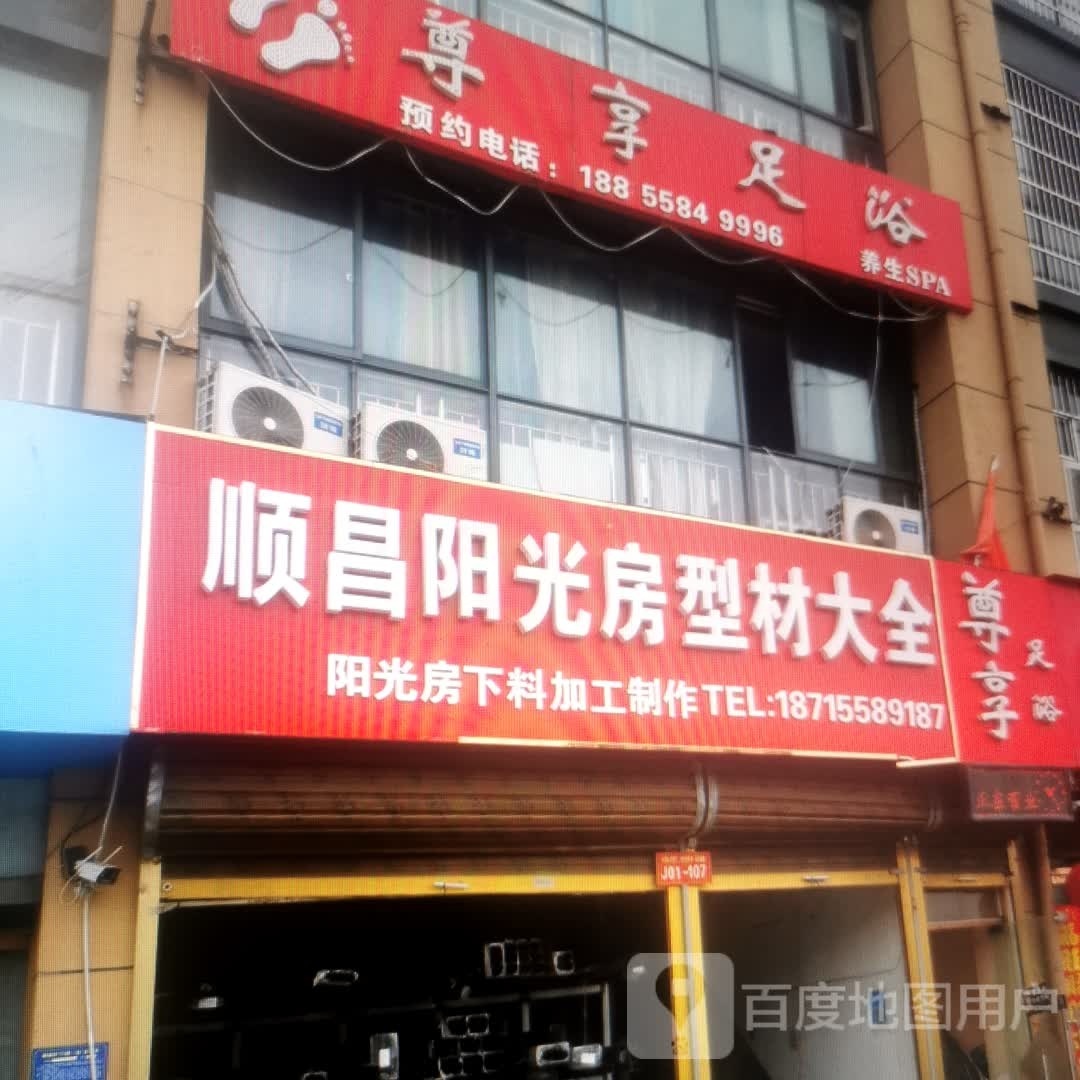 尊享足浴
预约电话：188 5584 9996
养生SPA
顺昌阳光房型材大全
阳光房下料加工制作TEL:18715589187
尊享
足浴
J01-107
百度地图用户